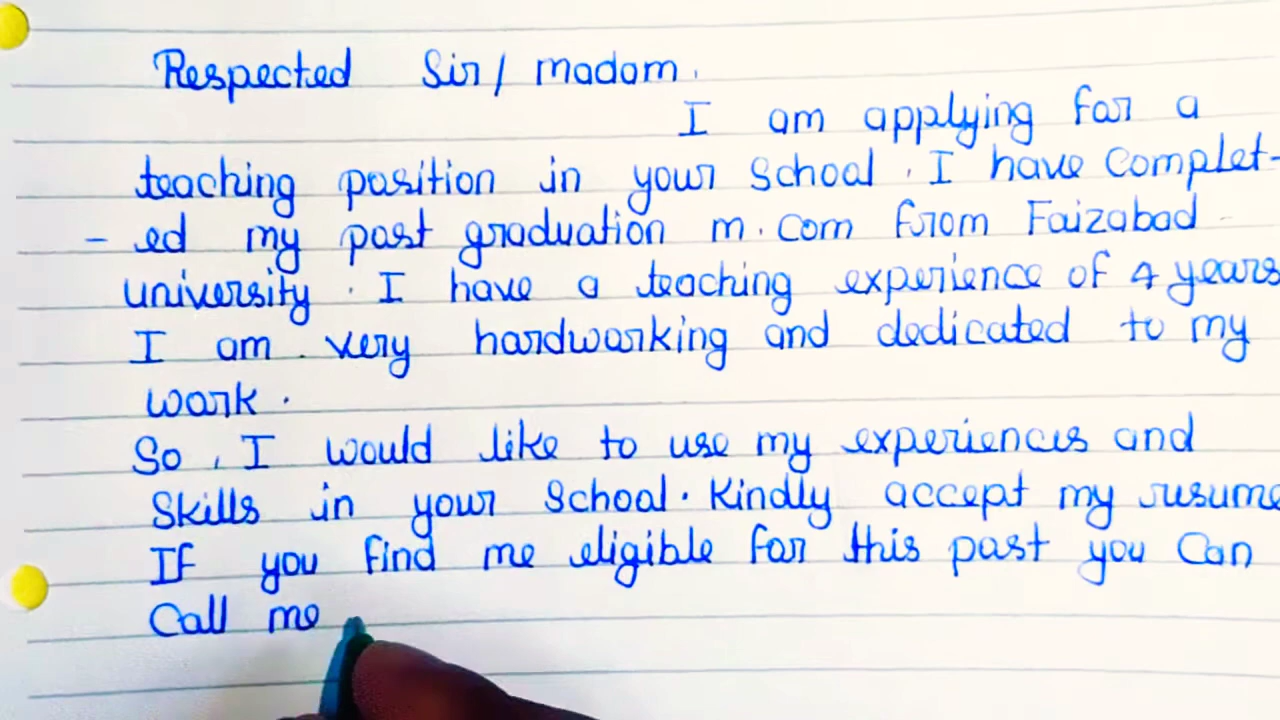 Respected Sir/ madam.
I am applying for a
teaching position in your School. I have Complet-
- ed my post graduation m.com from Faizabad
university. I have a teaching experience of 4 years
I am very hardworking and dedicated to my
work.
So, I would like to use my experiences and
Skills in your School. Kindly accept my resume
If you find me eligible for this post you Can
Call me